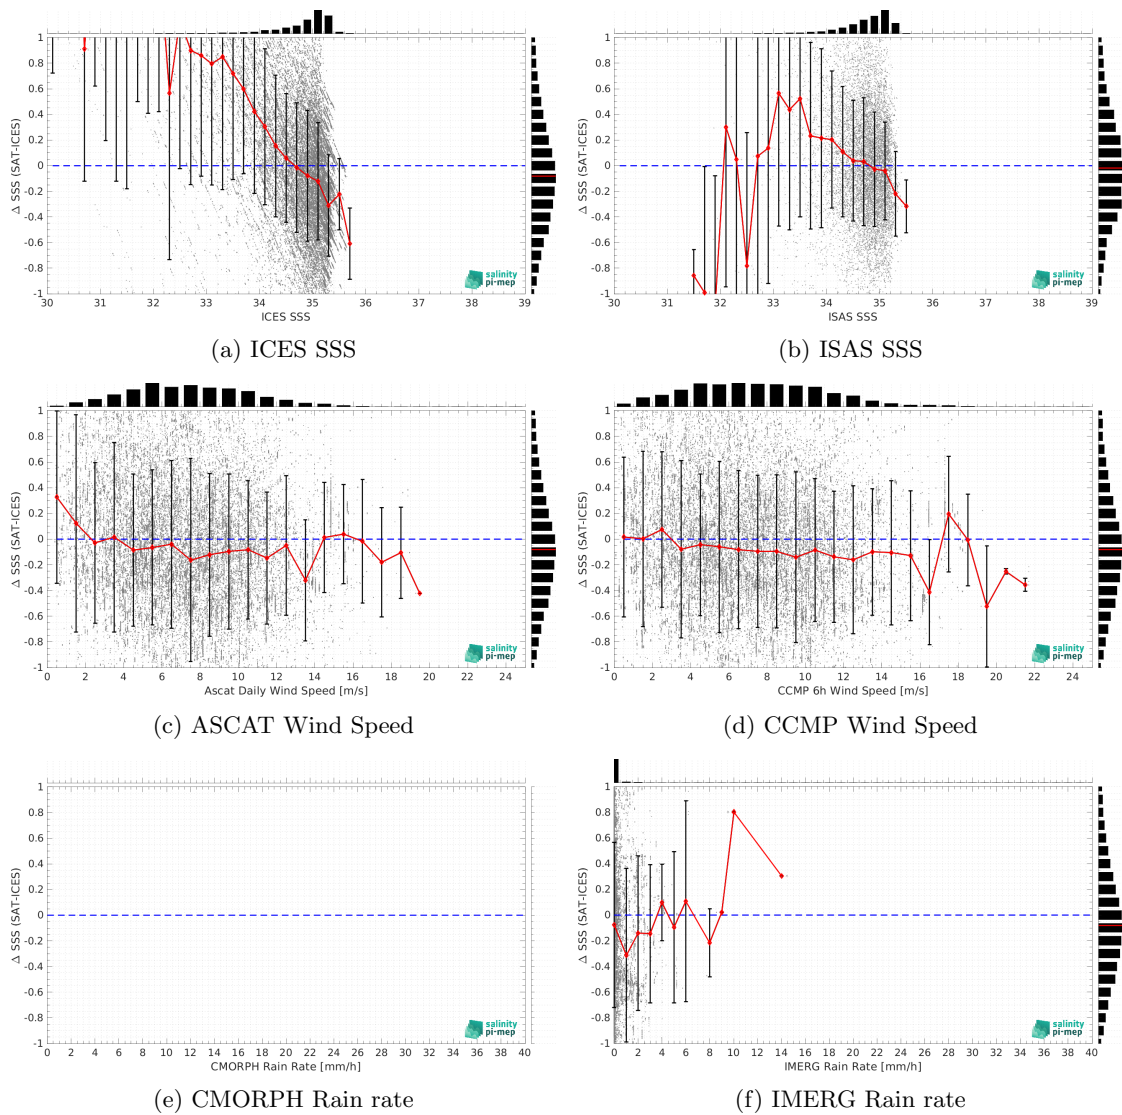 1
0.8
0.6
0.4
0.2
0
-0.2
-0.4
-0.6
-0.8
-1
Δ SSS (SAT-ICES)
30 31 32 33 34 35 36 37 38 39
ICES SSS
salinity
pi-mep
(a) ICES SSS
1
0.8
0.6
0.4
0.2
0
-0.2
-0.4
-0.6
-0.8
-1
Δ SSS (SAT-ICES)
30 31 32 33 34 35 36 37 38 39
ISAS SSS
salinity
pi-mep
(b) ISAS SSS
1
0.8
0.6
0.4
0.2
0
-0.2
-0.4
-0.6
-0.8
-1
Δ SSS (SAT-ICES)
0 2 4 6 8 10 12 14 16 18 20 22 24
Ascat Daily Wind Speed [m/s]
salinity
pi-mep
(c) ASCAT Wind Speed
1
0.8
0.6
0.4
0.2
0
-0.2
-0.4
-0.6
-0.8
-1
Δ SSS (SAT-ICES)
0 2 4 6 8 10 12 14 16 18 20 22 24
CCMP 6h Wind Speed [m/s]
salinity
pi-mep
(d) CCMP Wind Speed
1
0.8
0.6
0.4
0.2
0
-0.2
-0.4
-0.6
-0.8
-1
Δ SSS (SAT-ICES)
0 2 4 6 8 10 12 14 16 18 20 22 24 26 28 30 32 34 36 38 40
CMORPH Rain Rate [mm/h]
salinity
pi-mep
(e) CMORPH Rain rate
1
0.8
0.6
0.4
0.2
0
-0.2
-0.4
-0.6
-0.8
-1
Δ SSS (SAT-ICES)
0 2 4 6 8 10 12 14 16 18 20 22 24 26 28 30 32 34 36 38 40
IMERG Rain Rate [mm/h]
salinity
pi-mep
(f) IMERG Rain rate